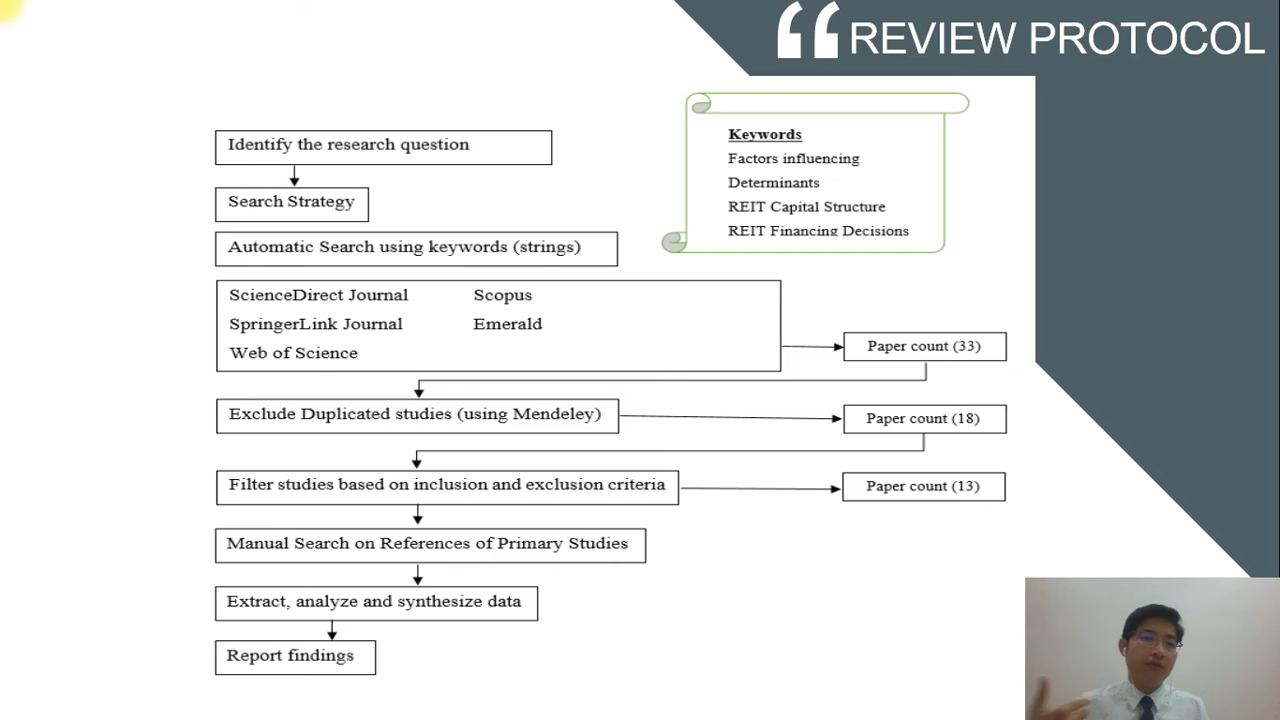 “ REVIEW PROTOCOL
Keywords
Factors influencing
Determinants
REIT Capital Structure
REIT Financing Decisions
Identify the research question
Search Strategy
Automatic Search using keywords (strings)
ScienceDirect Journal Scopus
SpringerLink Journal Emerald
Web of Science
Paper count (33)
Exclude Duplicated studies (using Mendeley)
Paper count (18)
Filter studies based on inclusion and exclusion criteria
Paper count (13)
Manual Search on References of Primary Studies
Extract, analyze and synthesize data
Report findings